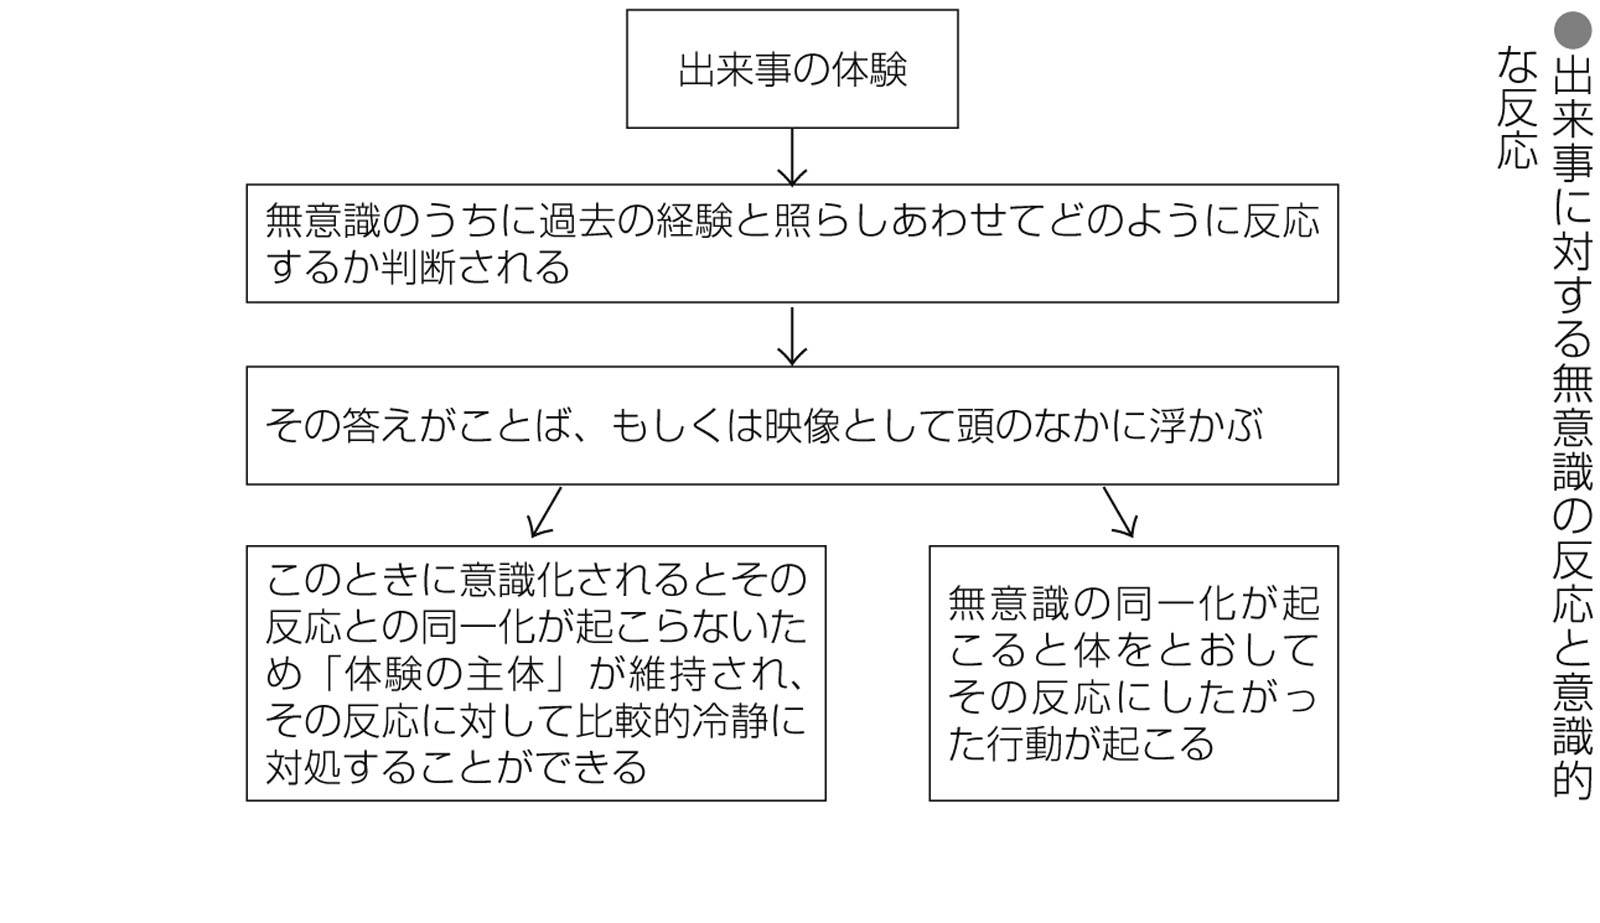 ●出来事に対する無意識の反応と意識的
な反応
出来事の体験
無意識のうちに過去の経験と照らしあわせてどのように反応
するか判断される
その答えがことば、もしくは映像として頭のなかに浮かぶ
このときに意識化されるとその
反応との同一化が起こらないた
め「体験の主体」が維持され、
その反応に対して比較的冷静に
対処することができる
無意識の同一化が起
こると体をとおして
その反応にしたがっ
た行動が起こる